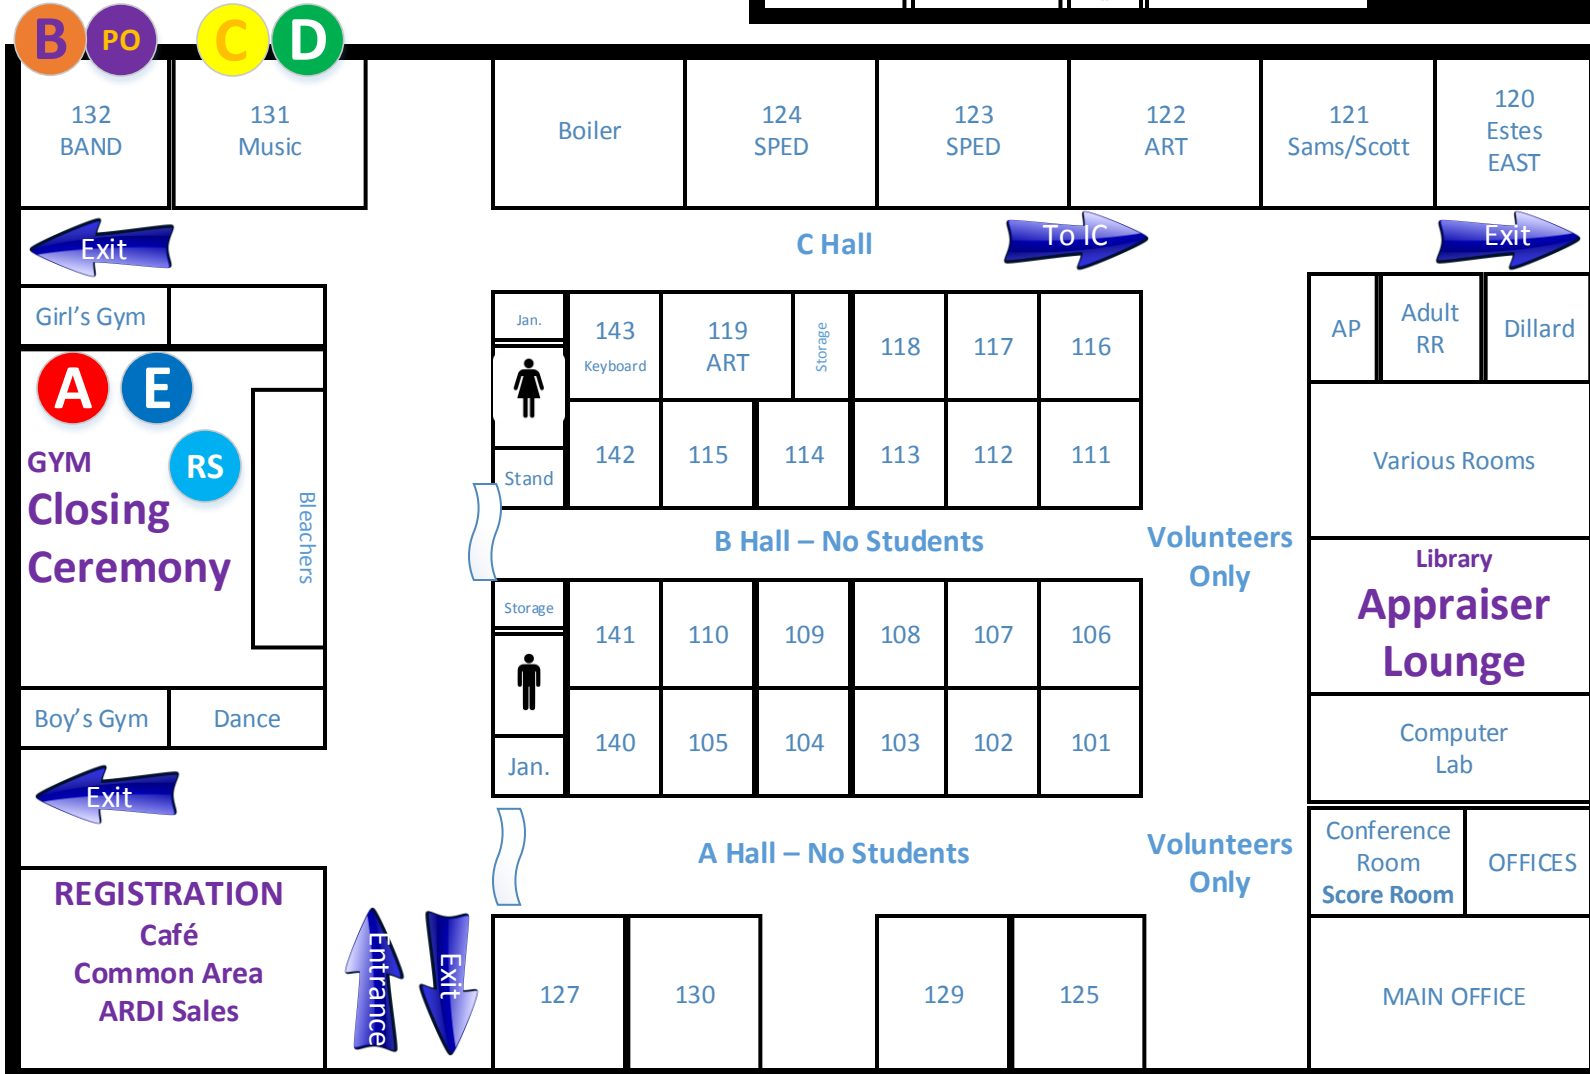 B
PO
C
D
132
BAND
131
Music
Boiler
124
SPED
123
SPED
122
ART
121
Sams/Scott
120
Estes
EAST
Exit
C Hall
To IC
Exit
Girl's Gym
Jan.
143
Keyboard
119
ART
Storage
118
117
116
AP
Adult
RR
Dillard
A
E
RS
GYM
Closing
Ceremony
Bleachers
Stand
142
115
114
113
112
111
Various Rooms
B Hall – No Students
Volunteers
Only
Library
Appraiser
Lounge
Storage
141
110
109
108
107
106
Boy's Gym
Dance
Jan.
140
105
104
103
102
101
Computer
Lab
Exit
A Hall – No Students
Volunteers
Only
Conference
Room
Score Room
OFFICES
REGISTRATION
Café
Common Area
ARDI Sales
Entrance
Exit
127
130
129
125
MAIN OFFICE